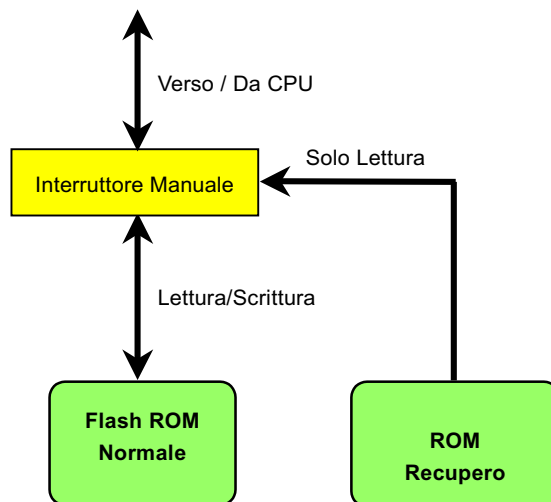 Verso / Da CPU
Solo Lettura
Interruttore Manuale
Lettura/Scrittura
Flash ROM
Normale
ROM
Recupero